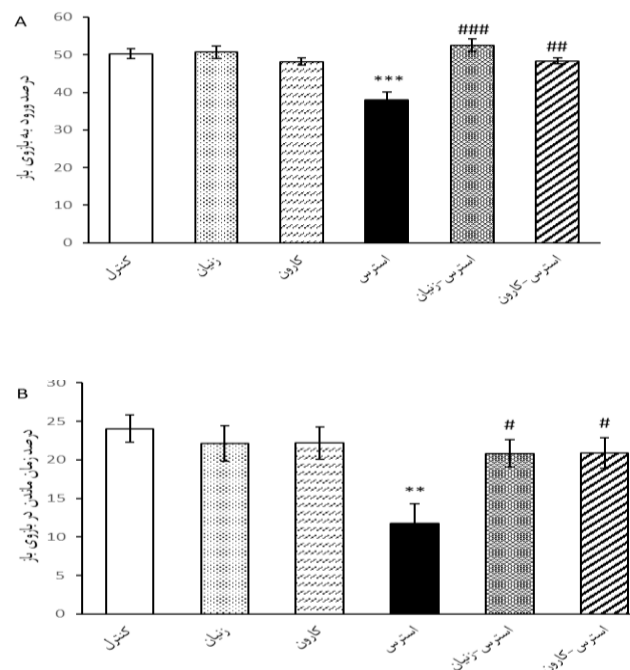 A
درصد ورود به بازوی باز
60
50
40
30
20
10
0
***
###
##
کنترل
زنیان
کارون
استرس
استرس-زنیان
استرس-کارون
B
درصد زمان ماندن در بازوی باز
30
25
20
15
10
5
0
**
#
#
کنترل
زنیان
کارون
استرس
استرس-زنیان
استرس-کارون